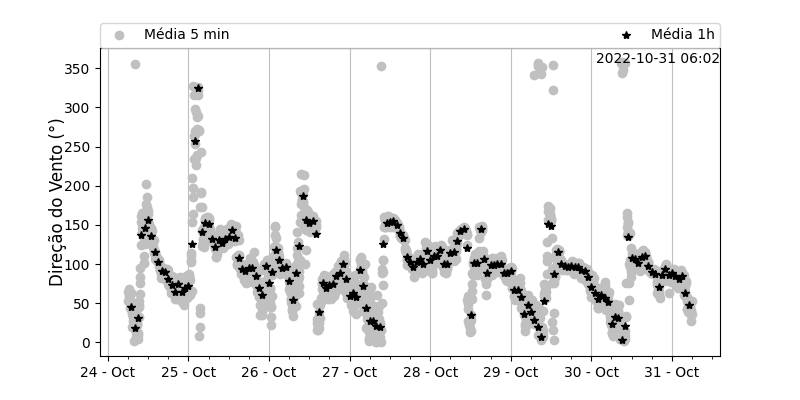 Média 5 min
Média 1h
2022-10-31 06:02
Direção do Vento (°)
350
300
250
200
150
100
50
0
24 - Oct
25 - Oct
26 - Oct
27 - Oct
28 - Oct
29 - Oct
30 - Oct
31 - Oct